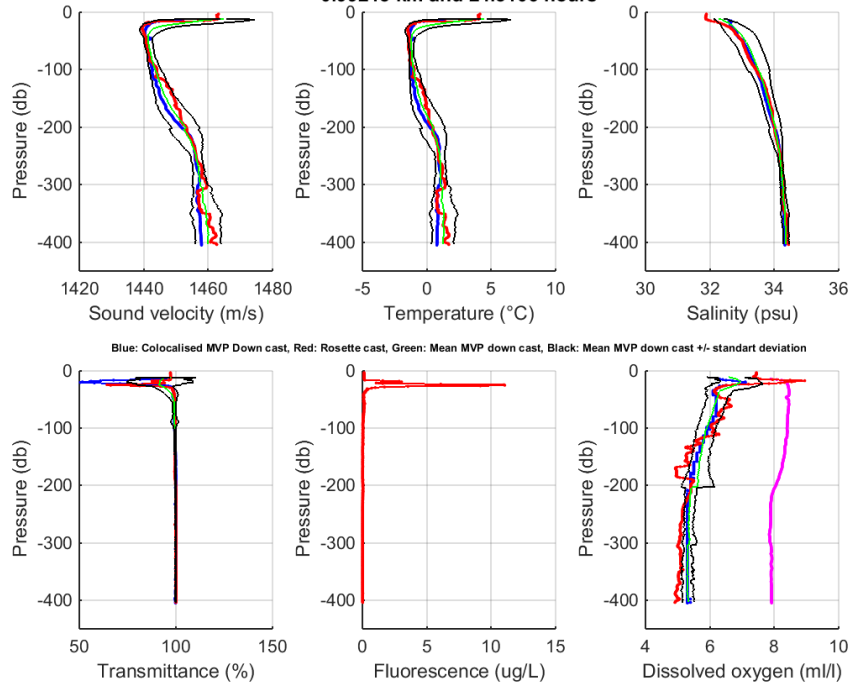 0
-100
-200
-300
-400
Pressure (db)
1420 1440 1460 1480
Sound velocity (m/s)
0
-100
-200
-300
-400
Pressure (db)
-5 0 5 10
Temperature (°C)
0
-100
-200
-300
-400
Pressure (db)
30 32 34 36
Salinity (psu)
Blue: Colocalised MVP Down cast, Red: Rosette cast, Green: Mean MVP down cast, Black: Mean MVP down cast +/- standart deviation
0
-100
-200
-300
-400
Pressure (db)
50 100 150
Transmittance (%)
0
-100
-200
-300
-400
Pressure (db)
0 5 10 15
Fluorescence (ug/L)
0
-100
-200
-300
-400
Pressure (db)
4 6 8 10
Dissolved oxygen (ml/l)